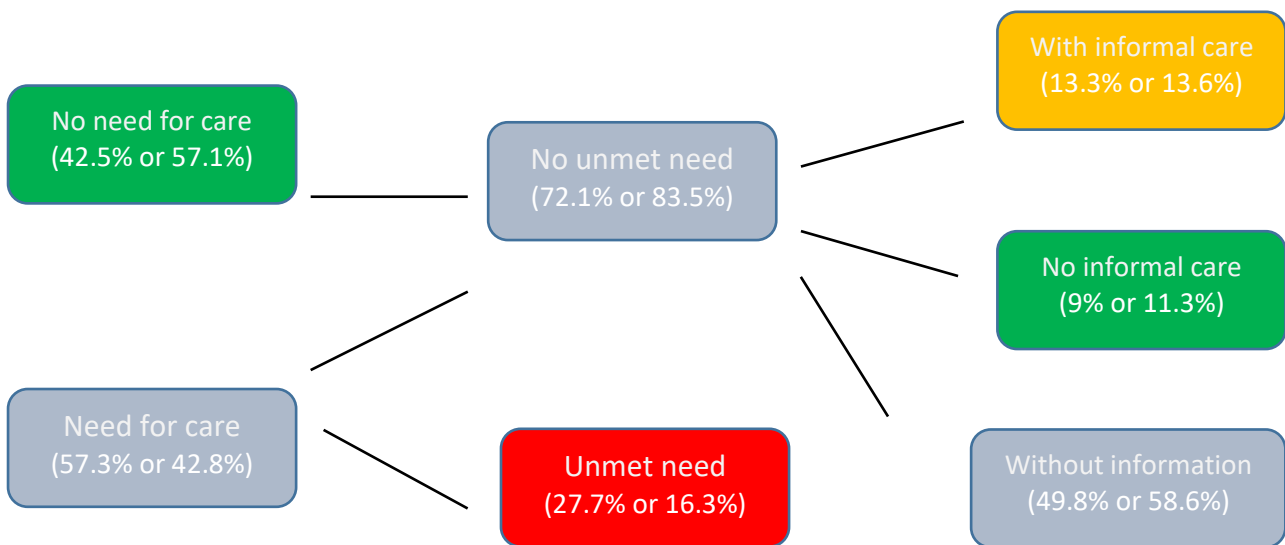 No need for care
(42.5% or 57.1%)
Need for care
(57.3% or 42.8%)
No unmet need
(72.1% or 83.5%)
Unmet need
(27.7% or 16.3%)
With informal care
(13.3% or 13.6%)
No informal care
(9% or 11.3%)
Without information
(49.8% or 58.6%)